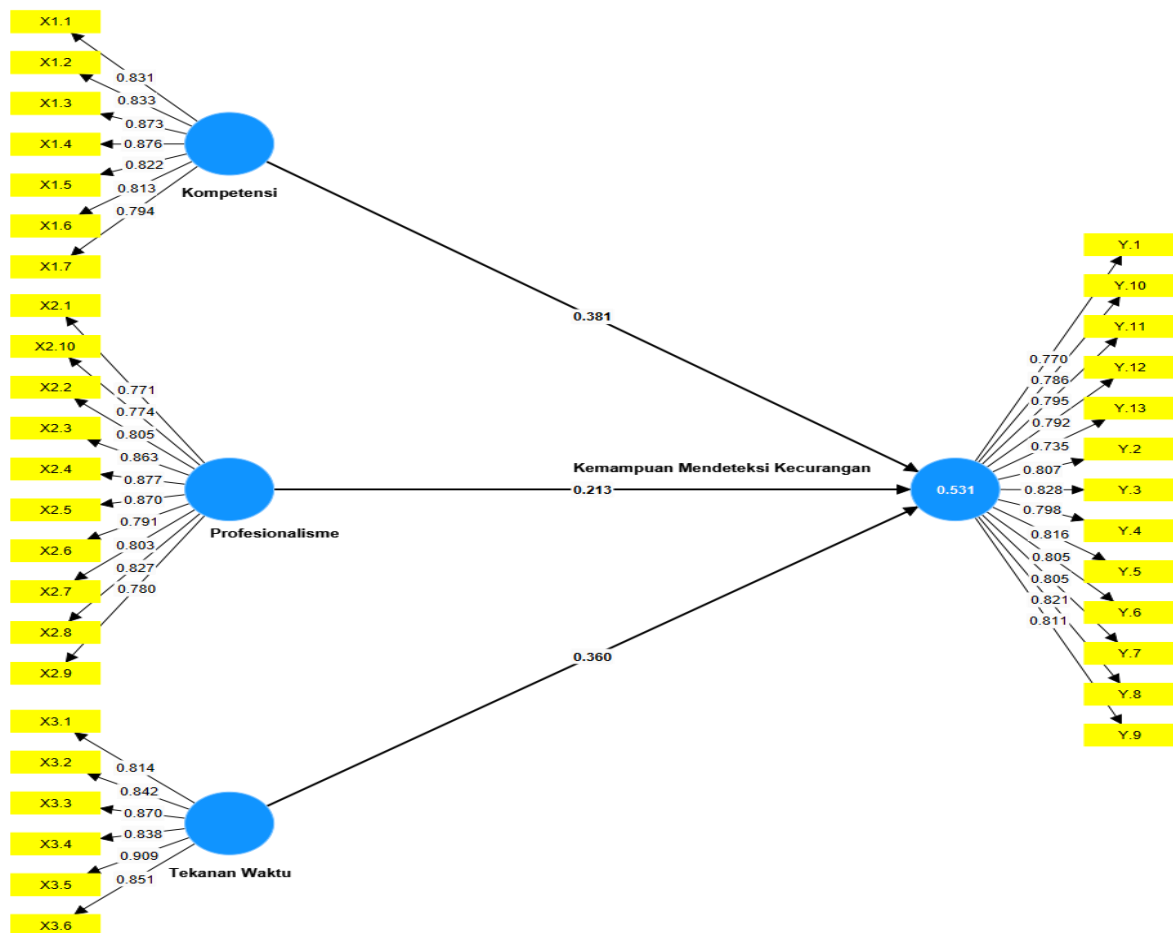 X1.1
X1.2
X1.3
X1.4
X1.5
X1.6
X1.7
0.831
0.833
0.873
0.876
0.822
0.813
0.794
Kompetensi
X2.1
X2.10
X2.2
X2.3
X2.4
X2.5
X2.6
X2.7
X2.8
X2.9
0.771
0.774
0.805
0.863
0.877
0.870
0.791
0.803
0.827
0.780
Profesionalisme
X3.1
X3.2
X3.3
X3.4
X3.5
X3.6
0.814
0.842
0.870
0.838
0.909
0.851
Tekanan Waktu
0.381
Kemampuan Mendeteksi Kecurangan
0.213
0.360
0.531
0.770
0.786
0.795
0.792
0.735
0.807
0.828
0.798
0.816
0.805
0.805
0.821
0.811
Y.1
Y.10
Y.11
Y.12
Y.13
Y.2
Y.3
Y.4
Y.5
Y.6
Y.7
Y.8
Y.9